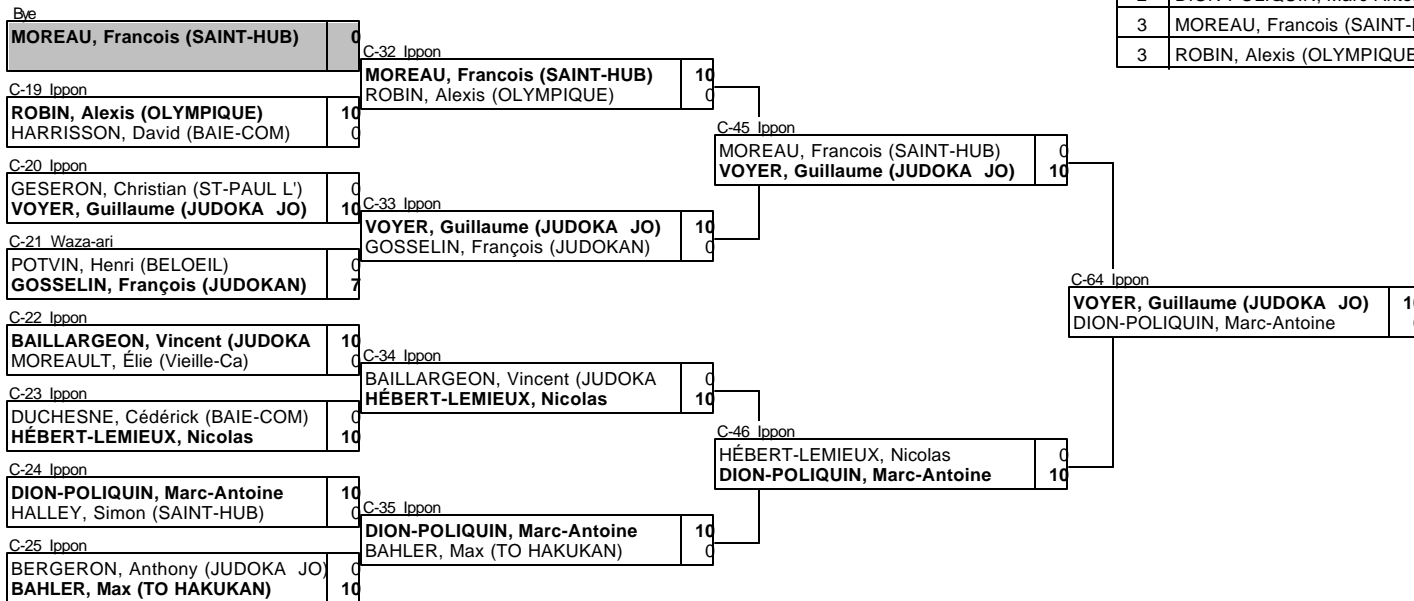 Bye
MOREAU, Francois (SAINT-HUB) 0
C-19 Ippon
ROBIN, Alexis (OLYMPIQUE) 10
HARRISSON, David (BAIE-COM) 0
C-20 Ippon
GESERON, Christian (ST-PAUL L') 0
VOYER, Guillaume (JUDOKA JO) 10
C-21 Waza-ari
POTVIN, Henri (BELOEIL) 0
GOSSELIN, François (JUDOKAN) 7
C-22 Ippon
BAILLARGEON, Vincent (JUDOKA 10
MOREAULT, Élie (Vieille-Ca) 0
C-23 Ippon
DUCHESNE, Cédérick (BAIE-COM) 0
HÉBERT-LEMIEUX, Nicolas 10
C-24 Ippon
DION-POLIQUIN, Marc-Antoine 10
HALLEY, Simon (SAINT-HUB) 0
C-25 Ippon
BERGERON, Anthony (JUDOKA JO) 0
BAHLER, Max (TO HAKUKAN) 10
C-32 Ippon
MOREAU, Francois (SAINT-HUB) 10
ROBIN, Alexis (OLYMPIQUE) 0
C-33 Ippon
VOYER, Guillaume (JUDOKA JO) 10
GOSSELIN, François (JUDOKAN) 0
C-34 Ippon
BAILLARGEON, Vincent (JUDOKA 0
HÉBERT-LEMIEUX, Nicolas 10
C-35 Ippon
DION-POLIQUIN, Marc-Antoine 10
BAHLER, Max (TO HAKUKAN) 0
C-45 Ippon
MOREAU, Francois (SAINT-HUB) 0
VOYER, Guillaume (JUDOKA JO) 10
C-46 Ippon
HÉBERT-LEMIEUX, Nicolas 0
DION-POLIQUIN, Marc-Antoine 10
C-64 Ippon
VOYER, Guillaume (JUDOKA JO)
DION-POLIQUIN, Marc-Antoine
3 MOREAU, Francois (SAINT-
3 ROBIN, Alexis (OLYMPIQUE